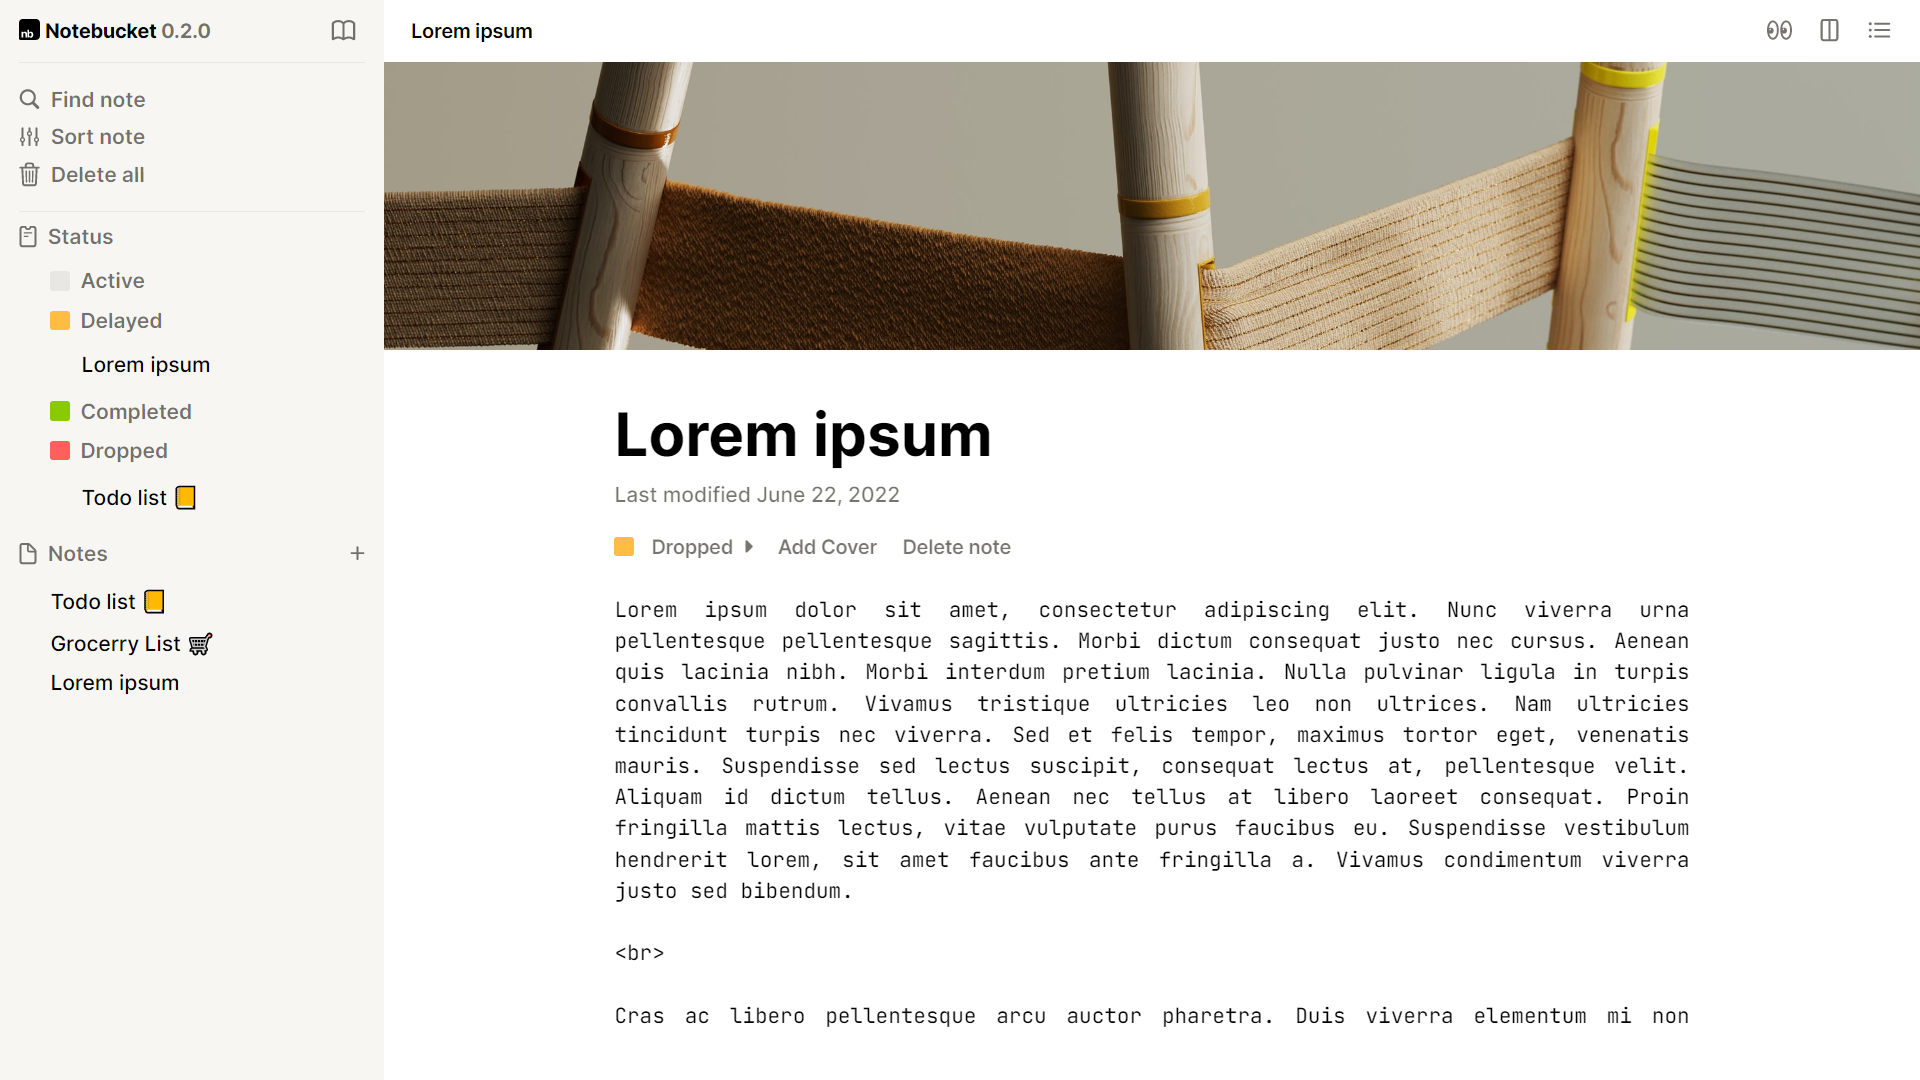 nb Notebucket 0.2.0
Find note
Sort note
Delete all
Status
Active
Delayed
Lorem ipsum
Completed
Dropped
Todo list 📒
Notes +
Todo list 📒
Grocerry List 🛒
Lorem ipsum
Lorem ipsum
Lorem ipsum
Last modified June 22, 2022
Dropped Add Cover Delete note
Lorem ipsum dolor sit amet, consectetur adipiscing elit. Nunc viverra urna
pellentesque pellentesque sagittis. Morbi dictum consequat justo nec cursus. Aenean
quis lacinia nibh. Morbi interdum pretium lacinia. Nulla pulvinar ligula in turpis
convallis rutrum. Vivamus tristique ultricies leo non ultrices. Nam ultricies
tincidunt turpis nec viverra. Sed et felis tempor, maximus tortor eget, venenatis
mauris. Suspendisse sed lectus suscipit, consequat lectus at, pellentesque velit.
Aliquam id dictum tellus. Aenean nec tellus at libero laoreet consequat. Proin
fringilla mattis lectus, vitae vulputate purus faucibus eu. Suspendisse vestibulum
hendrerit lorem, sit amet faucibus ante fringilla a. Vivamus condimentum viverra
justo sed bibendum.
<br>
Cras ac libero pellentesque arcu auctor pharetra. Duis viverra elementum mi non